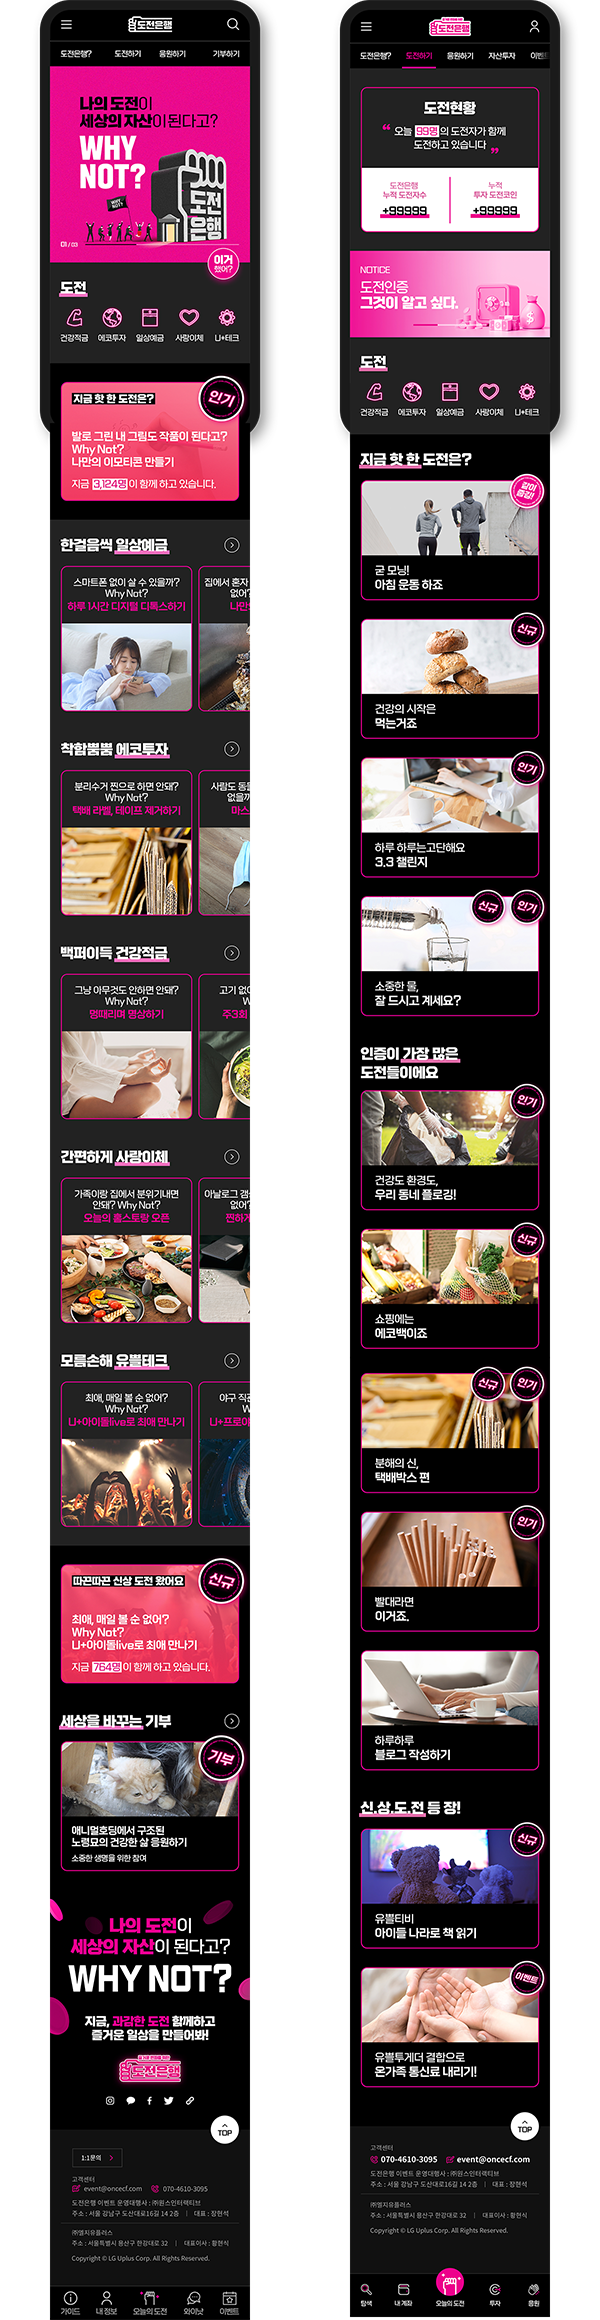 도전은행
도전은행?
도전하기
응원하기
기부하기
나의 도전이
세상의 자산이 된다고?
WHY
NOT?
WHY
NOT?
도전
은행
01 / 03
이거
했어?
도전
건강적금
에코투자
일상예금
사랑이체
U+테크
지금 핫 한 도전은?
인기
발로 그린 내 그림도 작품이 된다고?
Why Not?
나만의 이모티콘 만들기
지금 3,124명이 함께 하고 있습니다.
한걸음씩 일상예금
스마트폰 없이 살 수 있을까?
Why Not?
하루 1시간 디지털 디톡스하기
집에서 혼자
없어?
나만의
착함뿜뿜 에코투자
분리수거 찐으로 하면 안돼?
Why Not?
택배 라벨, 테이프 제거하기
사람도 동물
없을까
마스
백퍼이득 건강적금
그냥 아무것도 안하면 안돼?
Why Not?
멍때리며 명상하기
고기 없이
W
주3회
간편하게 사랑이체
가족이랑 집에서 분위기내면
안돼? Why Not?
오늘의 홈스토랑 오픈
아날로그 갬성
없어?
찐하게
모름손해 유쁠테크
최애, 매일 볼 순 없어?
Why Not?
U+아이돌live로 최애 만나기
야구 직관
W
U+프로야
따끈따끈 신상 도전 왔어요
신규
최애, 매일 볼 순 없어?
Why Not?
U+아이돌live로 최애 만나기
지금 764명이 함께 하고 있습니다.
세상을 바꾸는 기부
기부
애니멀호딩에서 구조된
노령묘의 건강한 삶 응원하기
소중한 생명을 위한 참여
나의 도전이
세상의 자산이 된다고?
WHY NOT?
지금, 과감한 도전 함께하고
즐거운 일상을 만들어봐!
도전은행
TOP
1:1문의
고객센터
event@oncecf.com
070-4610-3095
도전은행 이벤트 운영대행사 : ㈜원스인터랙티브
주소 : 서울 강남구 도산대로16길 14 2층 | 대표 : 장현석
㈜엘지유플러스
주소 : 서울특별시 용산구 한강대로 32 | 대표이사 : 황현식
Copyright © LG Uplus Corp. All Rights Reserved.
가이드
내 정보
오늘의 도전
와이낫
이벤트
도전은행
도전은행?
도전하기
응원하기
자산투자
이벤트
도전현황
“ 오늘 99명 의 도전자가 함께
도전하고 있습니다 ”
도전은행
누적 도전자수
+99999
누적
투자 도전코인
+99999
NOTICE
도전인증
그것이 알고 싶다.
도전
건강적금
에코투자
일상예금
사랑이체
U+테크
지금 핫 한 도전은?
같이
즐김!
굳 모닝!
아침 운동 하죠
신규
건강의 시작은
먹는거죠
인기
하루 하루는고단해요
3.3 챌린지
신규
인기
소중한 물,
잘 드시고 계세요?
인증이 가장 많은
도전들이에요
인기
건강도 환경도,
우리 동네 플로깅!
신규
쇼핑에는
에코백이죠
신규
인기
분해의 신,
택배박스 편
인기
빨대라면
이거죠.
하루하루
블로그 작성하기
신.상.도.전 등 장!
신규
유쁠티비
아이들 나라로 책 읽기
이벤트
유쁠투게더 결합으로
온가족 통신료 내리기!
TOP
고객센터
070-4610-3095
event@oncecf.com
도전은행 이벤트 운영대행사 : ㈜원스인터랙티브
주소 : 서울 강남구 도산대로16길 14 2층 | 대표 : 장현석
㈜엘지유플러스
주소 : 서울특별시 용산구 한강대로 32 | 대표이사 : 황현식
Copyright © LG Uplus Corp. All Rights Reserved.
탐색
내 계좌
오늘의 도전
투자
응원